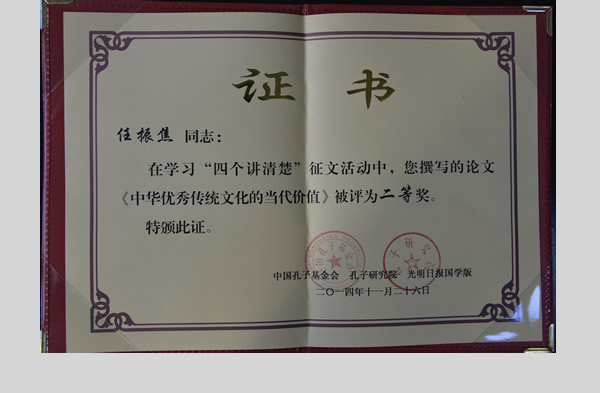 证书
任振焦 同志：
在学习“四个讲清楚”征文活动中，您撰写的论文
《中华优秀传统文化的当代价值》被评为二等奖。
特颁此证。
中国孔子基金会 孔子研究院 光明日报国学版
二〇一四年十一月二十六日